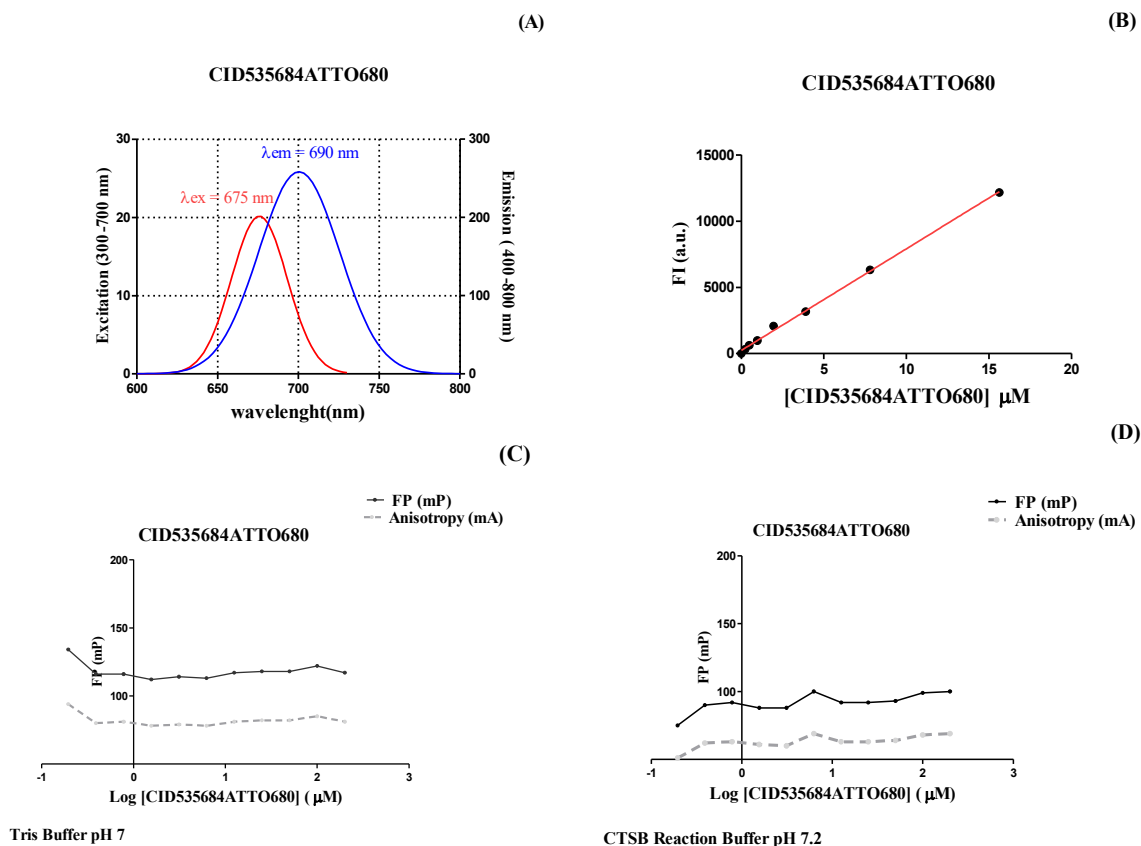 (A)
CID535684ATTO680
30
20
10
0
Excitation (300-700 nm)
λem = 690 nm
λex = 675 nm
300
200
100
0
Emission ( 400-800 nm)
600 650 700 750 800
wavelenght(nm)
(B)
CID535684ATTO680
15000
10000
5000
0
FI (a.u.)
0 5 10 15 20
[CID535684ATTO680] μM
(C)
FP (mP)
Anisotropy (mA)
CID535684ATTO680
200
150
100
FP (mP)
-1 0 1 2 3
Log [CID535684ATTO680] ( μM)
Tris Buffer pH 7
(D)
FP (mP)
Anisotropy (mA)
CID535684ATTO680
200
150
100
FP (mP)
-1 0 1 2 3
Log [CID535684ATTO680] ( μM)
CTSB Reaction Buffer pH 7.2